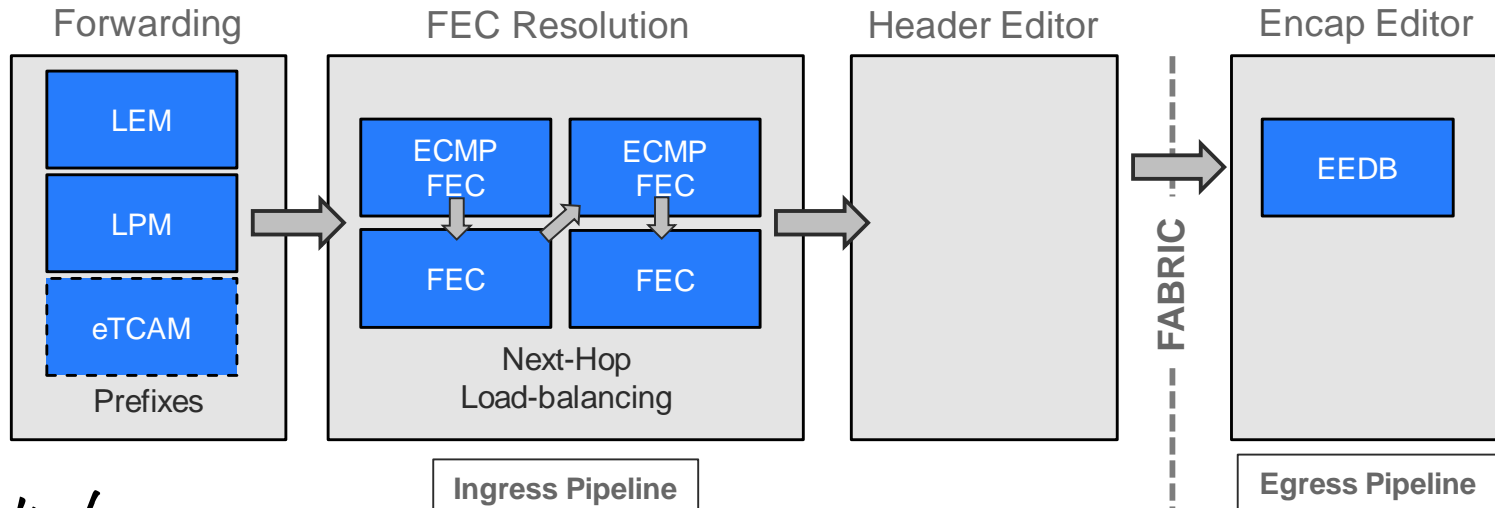 Forwarding
FEC Resolution
Header Editor
Encap Editor
LEM
LPM
eTCAM
Prefixes
ECMP
FEC
ECMP
FEC
FEC
FEC
Next-Hop
Load-balancing
EEDB
FABRIC
Ingress Pipeline
Egress Pipeline